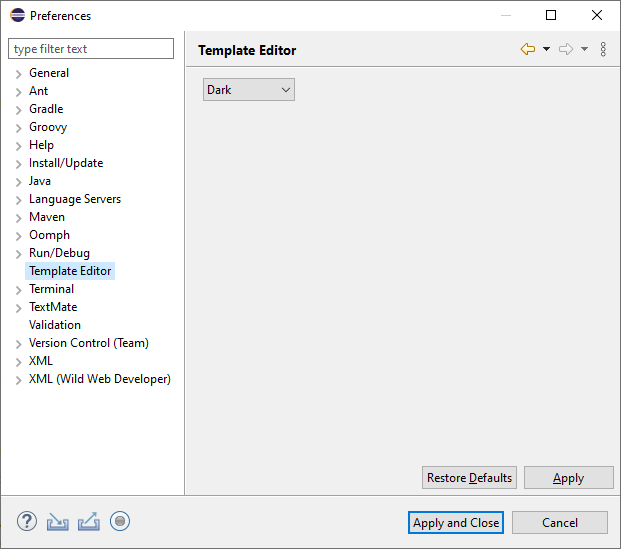 Preferences
type filter text
General
Ant
Gradle
Groovy
Help
Install/Update
Java
Language Servers
Maven
Oomph
Run/Debug
Template Editor
Terminal
TextMate
Validation
Version Control (Team)
XML
XML (Wild Web Developer)
Template Editor
Dark
Restore Defaults
Apply
Apply and Close
Cancel